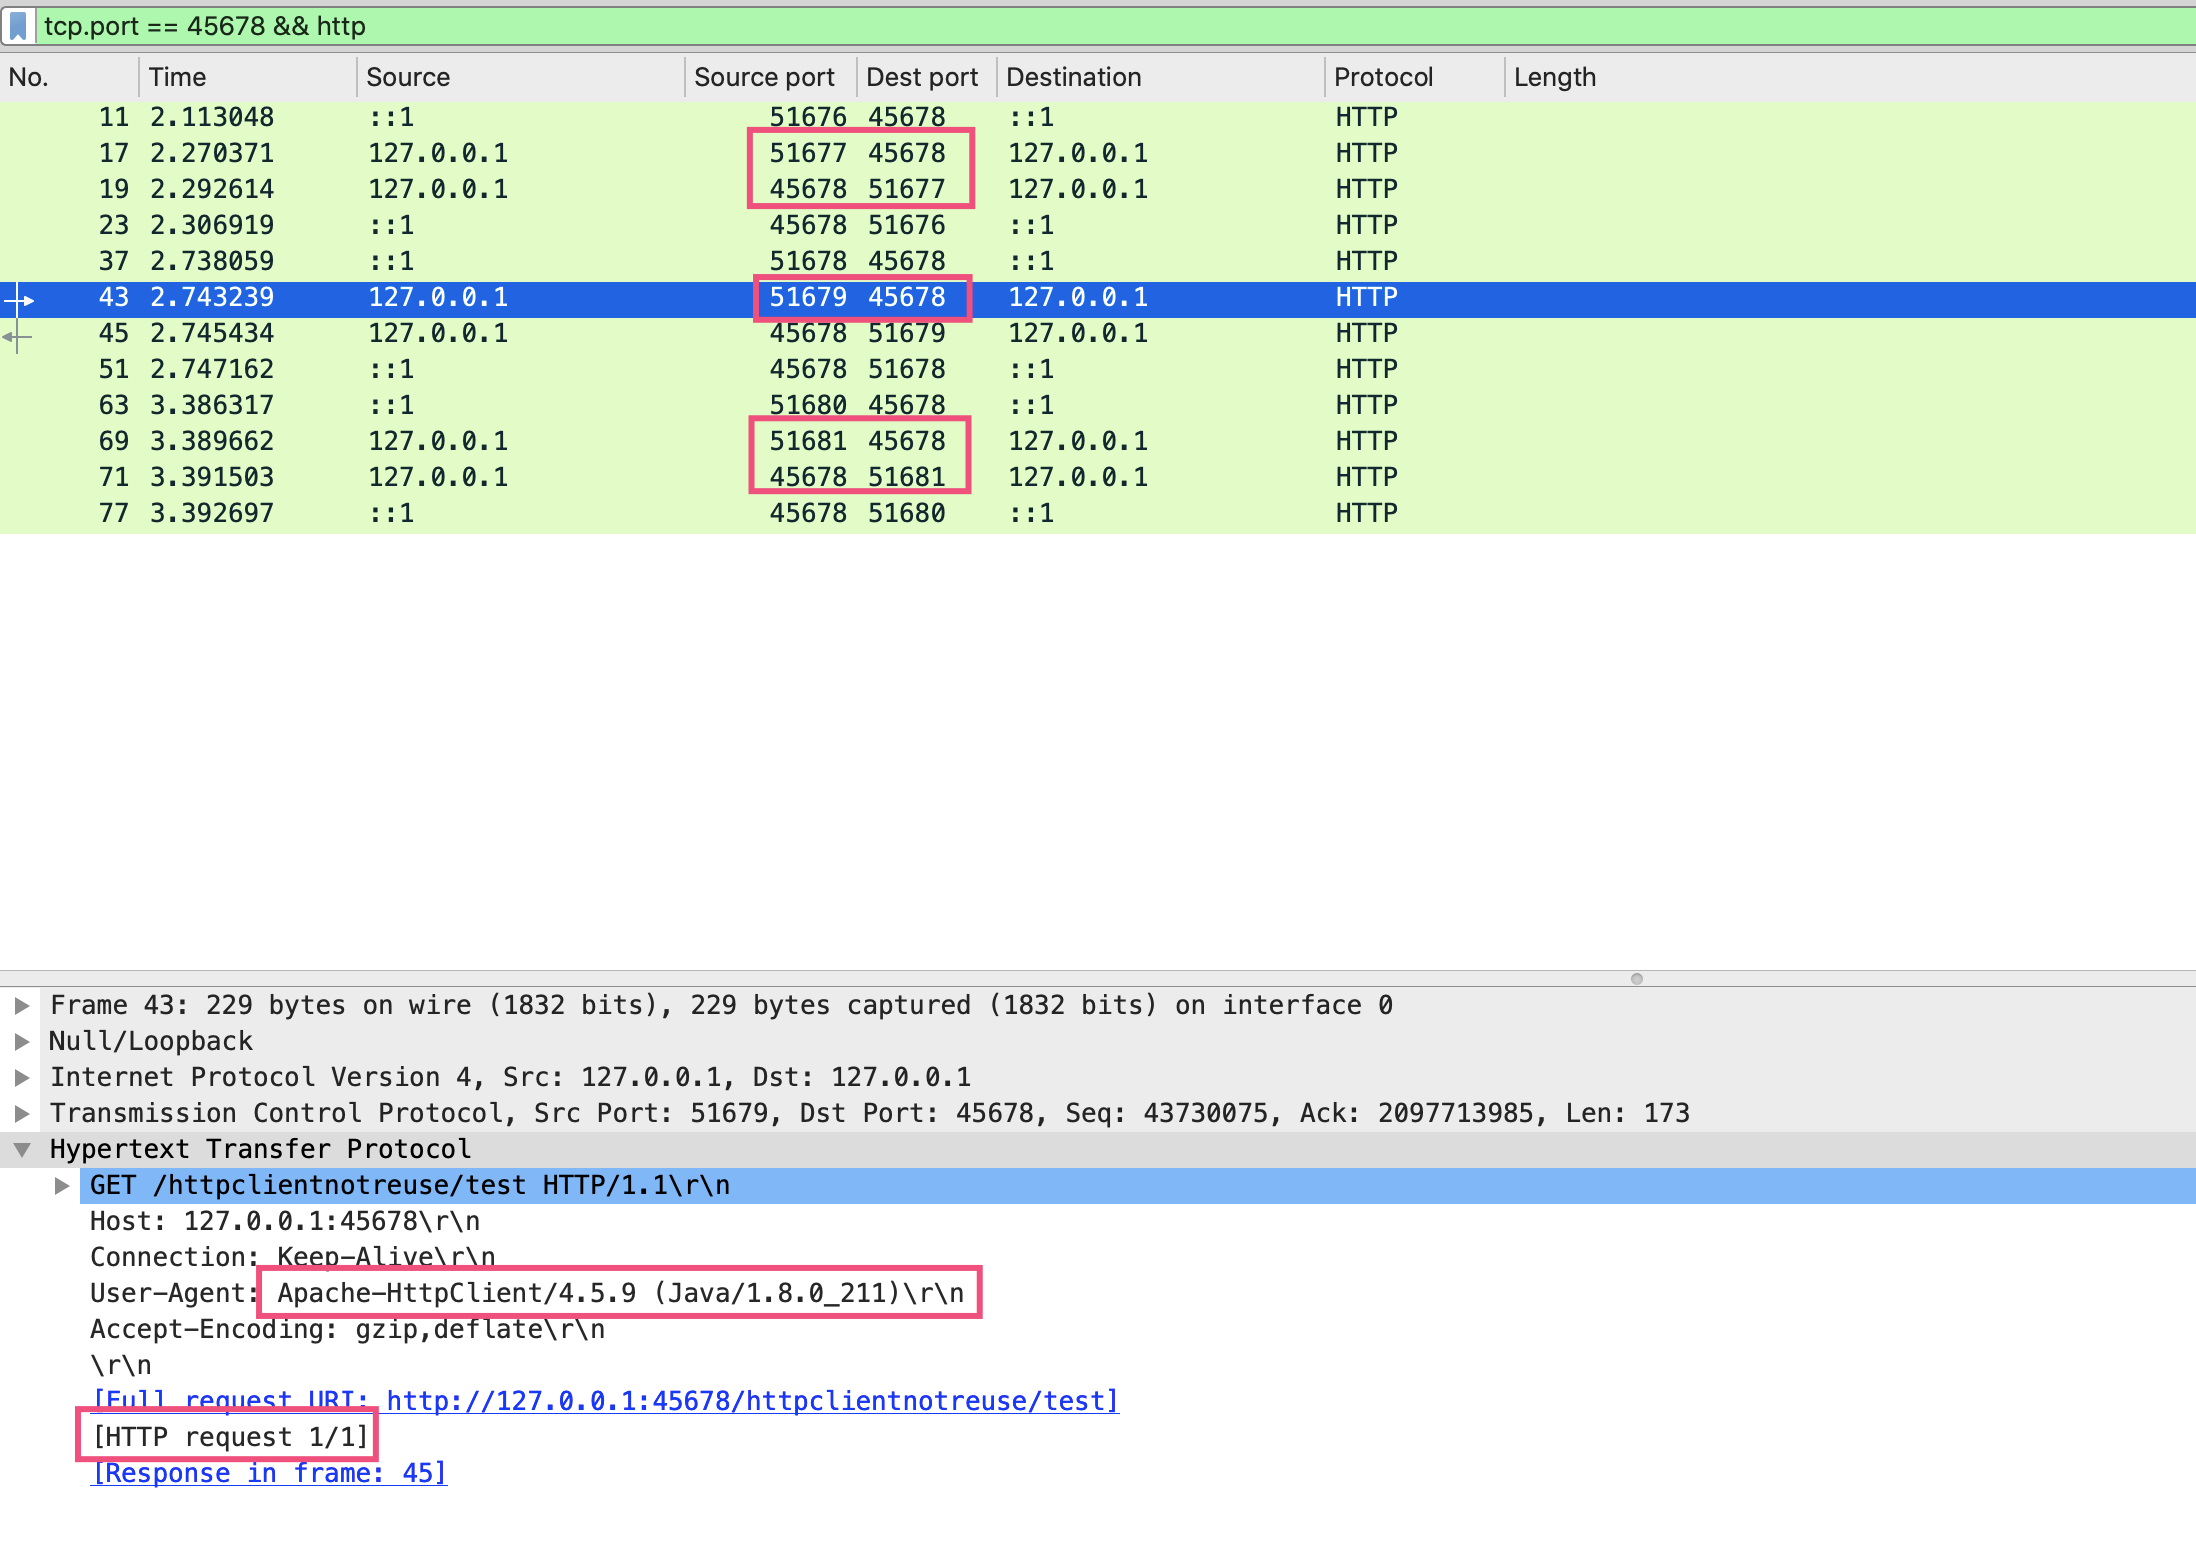 tcp.port == 45678 && http
No. Time Source Source port Dest port Destination Protocol Length
11 2.113048 ::1 51676 45678 ::1 HTTP
17 2.270371 127.0.0.1 51677 45678 127.0.0.1 HTTP
19 2.292614 127.0.0.1 45678 51677 127.0.0.1 HTTP
23 2.306919 ::1 45678 51676 ::1 HTTP
37 2.738059 ::1 51678 45678 ::1 HTTP
43 2.743239 127.0.0.1 51679 45678 127.0.0.1 HTTP
45 2.745434 127.0.0.1 45678 51679 127.0.0.1 HTTP
51 2.747162 ::1 45678 51678 ::1 HTTP
63 3.386317 ::1 51680 45678 ::1 HTTP
69 3.389662 127.0.0.1 51681 45678 127.0.0.1 HTTP
71 3.391503 127.0.0.1 45678 51681 127.0.0.1 HTTP
77 3.392697 ::1 45678 51680 ::1 HTTP
Frame 43: 229 bytes on wire (1832 bits), 229 bytes captured (1832 bits) on interface 0
Null/Loopback
Internet Protocol Version 4, Src: 127.0.0.1, Dst: 127.0.0.1
Transmission Control Protocol, Src Port: 51679, Dst Port: 45678, Seq: 43730075, Ack: 2097713985, Len: 173
Hypertext Transfer Protocol
GET /httpclientnotreuse/test HTTP/1.1\r\n
Host: 127.0.0.1:45678\r\n
Connection: Keep-Alive\r\n
User-Agent: Apache-HttpClient/4.5.9 (Java/1.8.0_211)\r\n
Accept-Encoding: gzip,deflate\r\n
\r\n
[Full request URI: http://127.0.0.1:45678/httpclientnotreuse/test]
[HTTP request 1/1]
[Response in frame: 45]